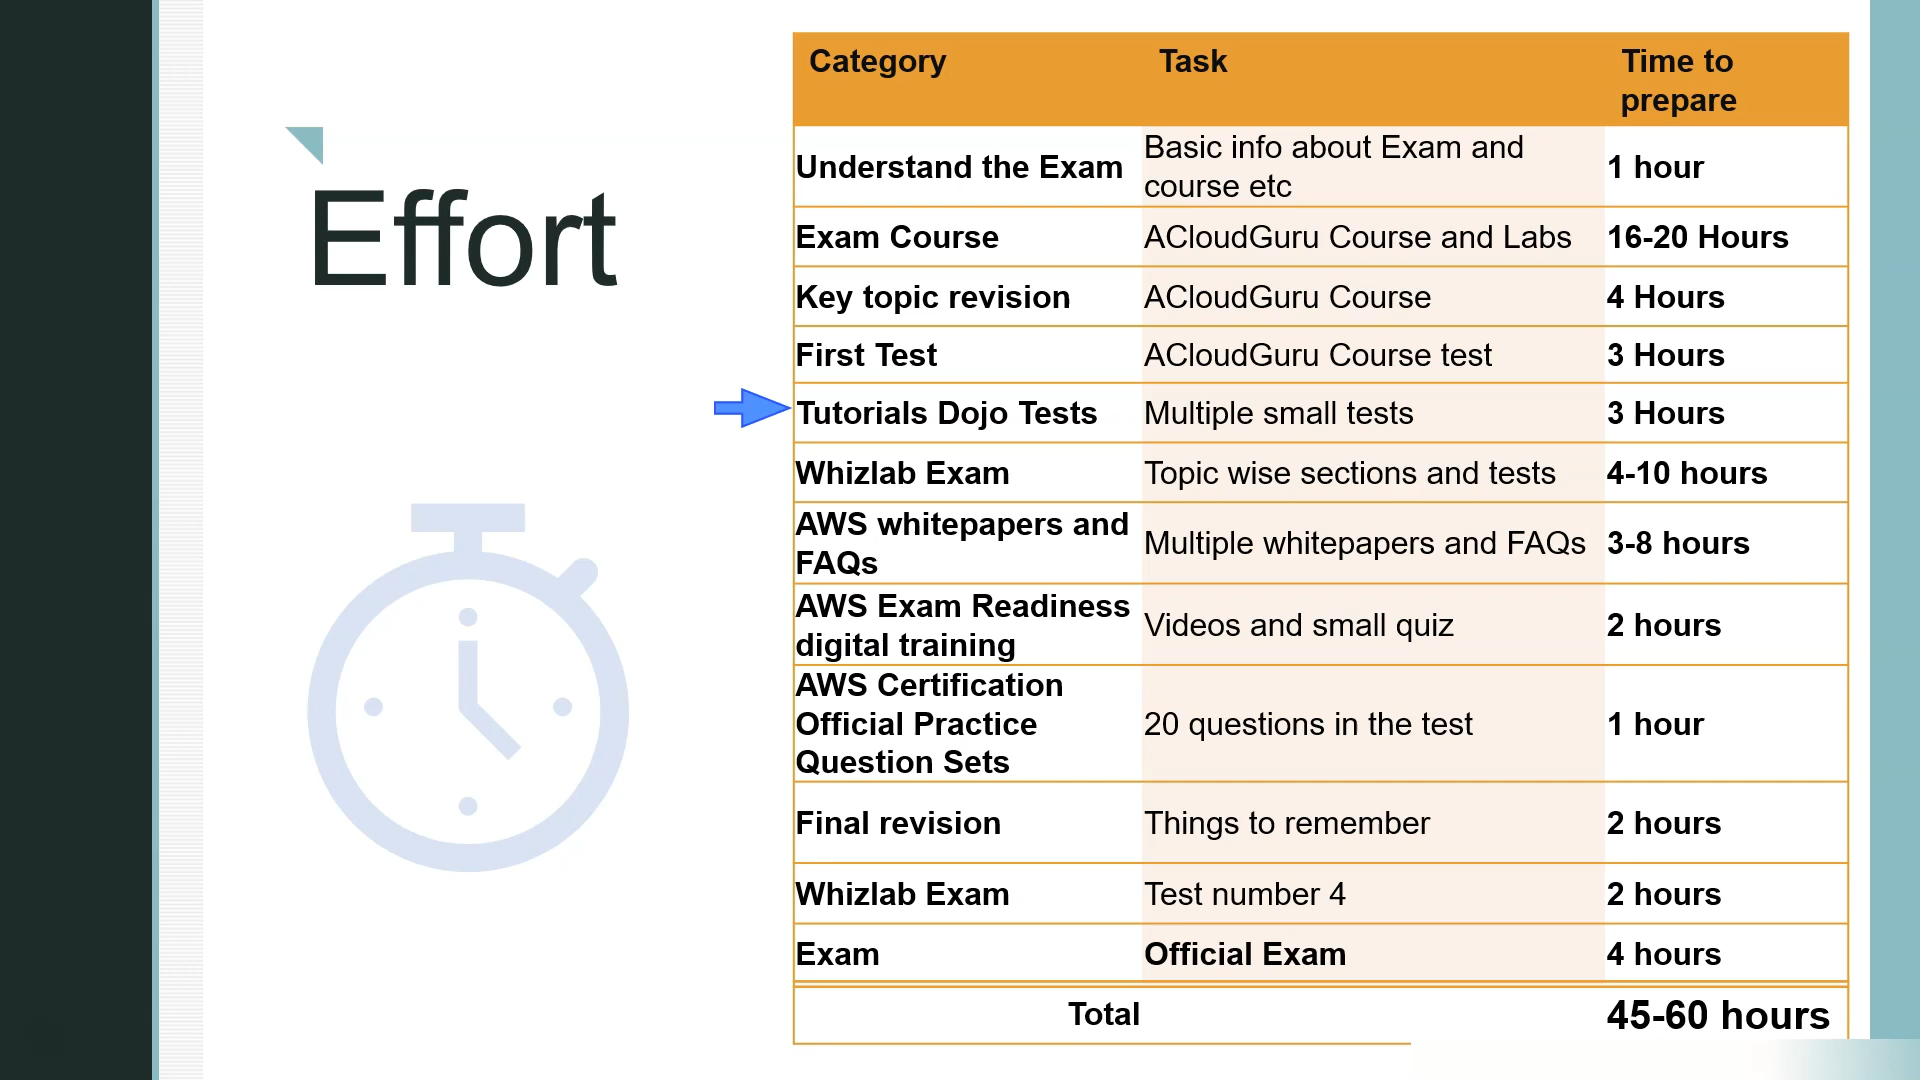 Effort
Category Task Time to
prepare
Understand the Exam Basic info about Exam and
course etc 1 hour
Exam Course ACloudGuru Course and Labs 16-20 Hours
Key topic revision ACloudGuru Course 4 Hours
First Test ACloudGuru Course test 3 Hours
Tutorials Dojo Tests Multiple small tests 3 Hours
Whizlab Exam Topic wise sections and tests 4-10 hours
AWS whitepapers and
FAQs Multiple whitepapers and FAQs 3-8 hours
AWS Exam Readiness
digital training Videos and small quiz 2 hours
AWS Certification
Official Practice
Question Sets 20 questions in the test 1 hour
Final revision Things to remember 2 hours
Whizlab Exam Test number 4 2 hours
Exam Official Exam 4 hours
Total 45-60 hours